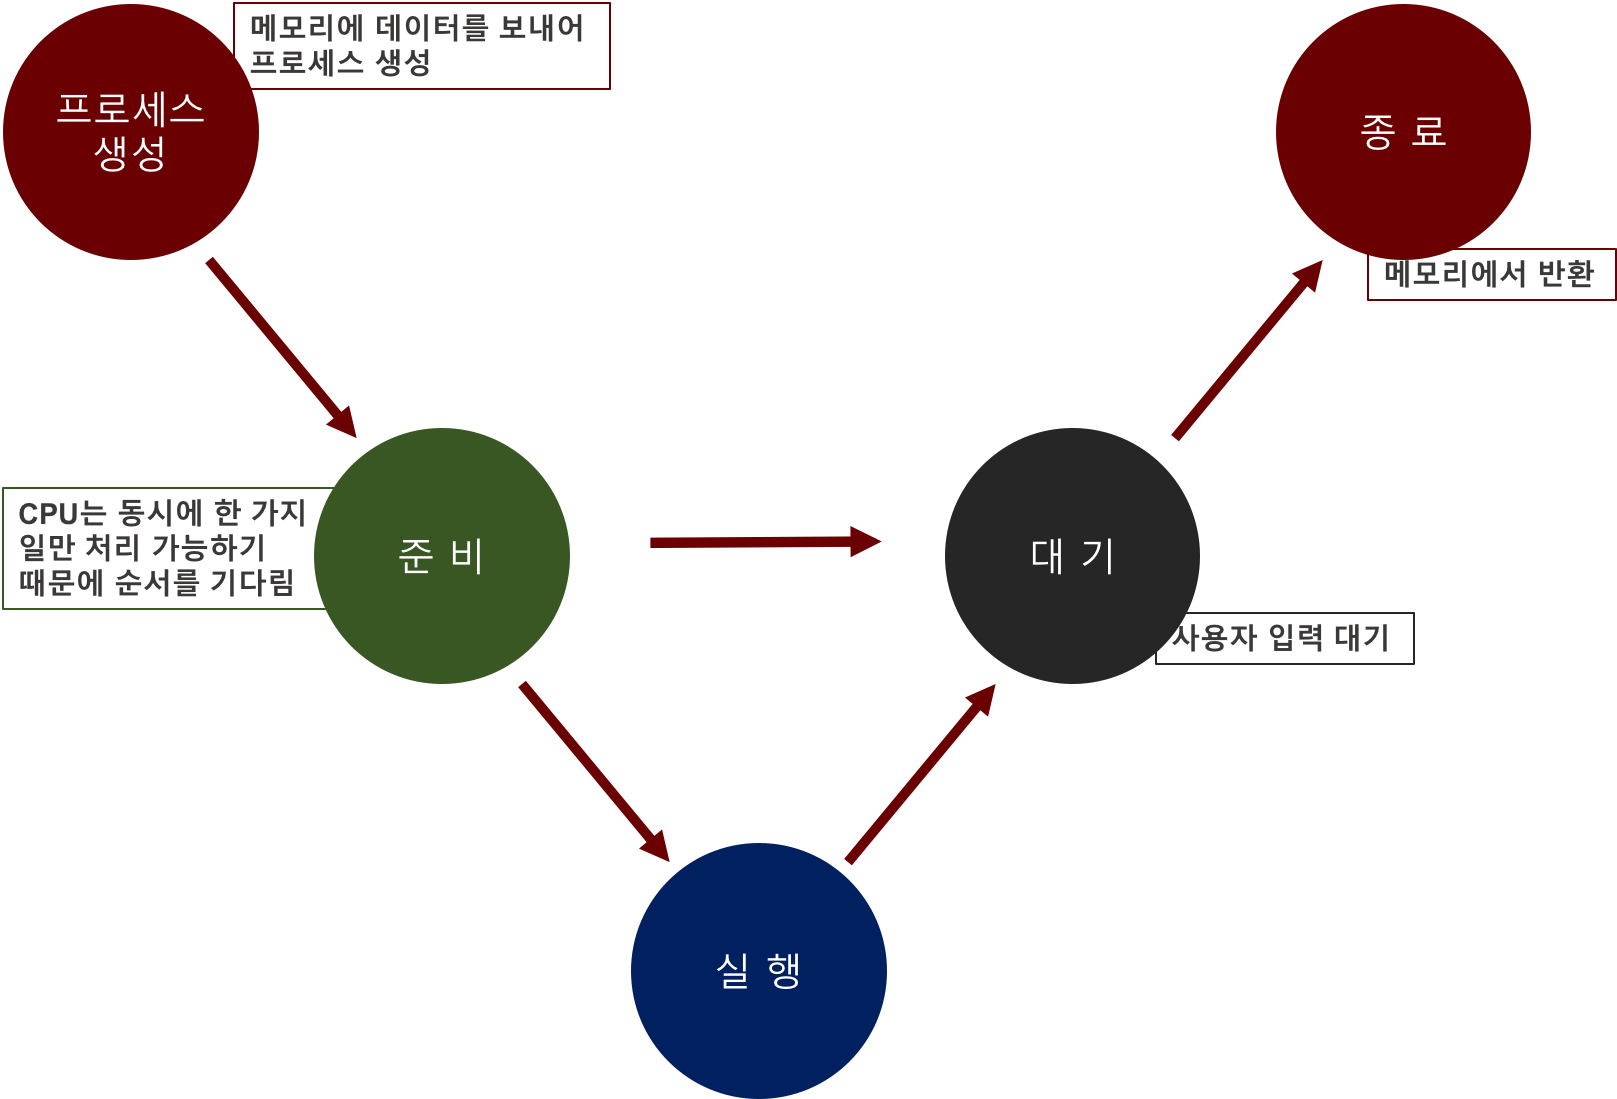 메모리에 데이터를 보내어
프로세스 생성
프로세스
생성
종 료
메모리에서 반환
CPU는 동시에 한 가지
일만 처리 가능하기
때문에 순서를 기다림
준 비
대 기
사용자 입력 대기
실 행